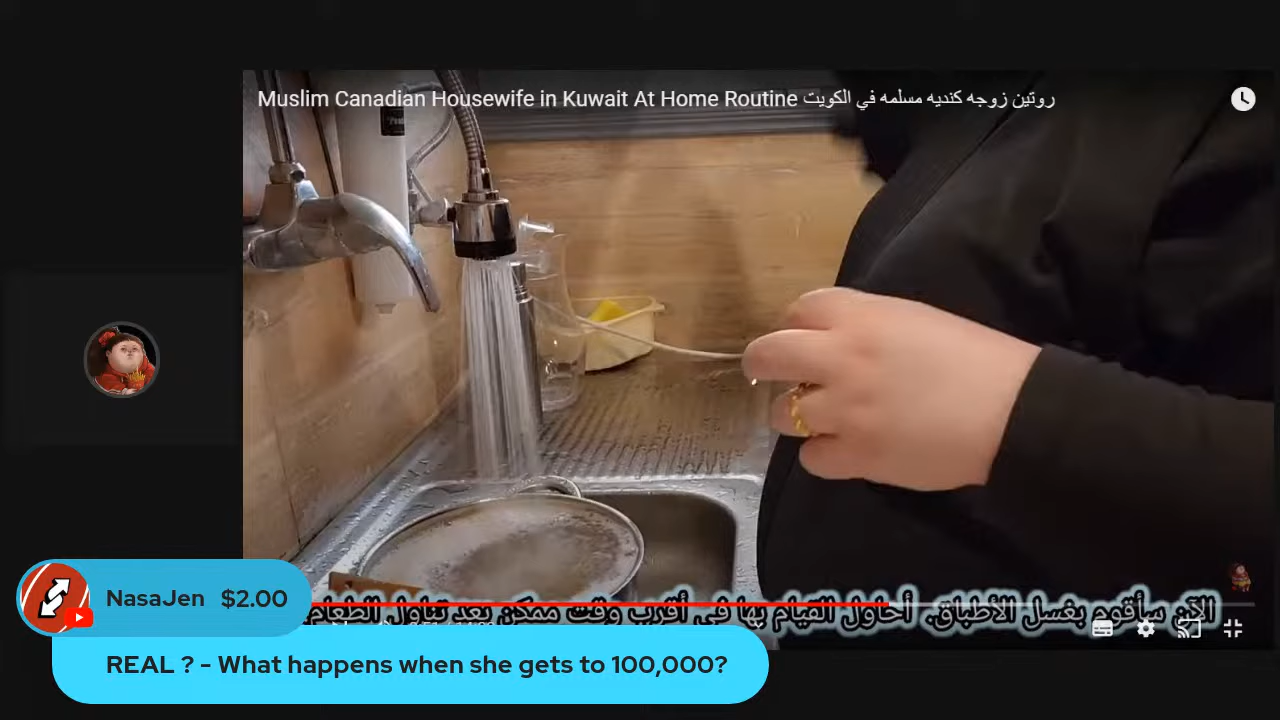 Muslim Canadian Housewife in Kuwait At Home Routine روتين زوجه كنديه مسلمه في الكويت
NasaJen $2.00
الآن سأقوم بغسل الأطباق. أحاول القيام بها في أقرب وقت ممكن بعد تناول الطعام.
REAL ? - What happens when she gets to 100,000?